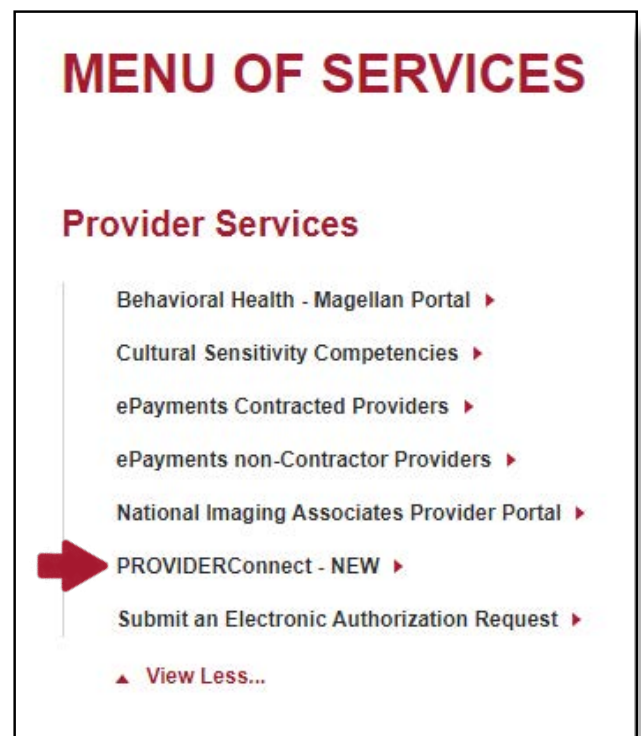 MENU OF SERVICES
Provider Services
Behavioral Health - Magellan Portal
Cultural Sensitivity Competencies
ePayments Contracted Providers
ePayments non-Contractor Providers
National Imaging Associates Provider Portal
PROVIDERConnect - NEW
Submit an Electronic Authorization Request
View Less...